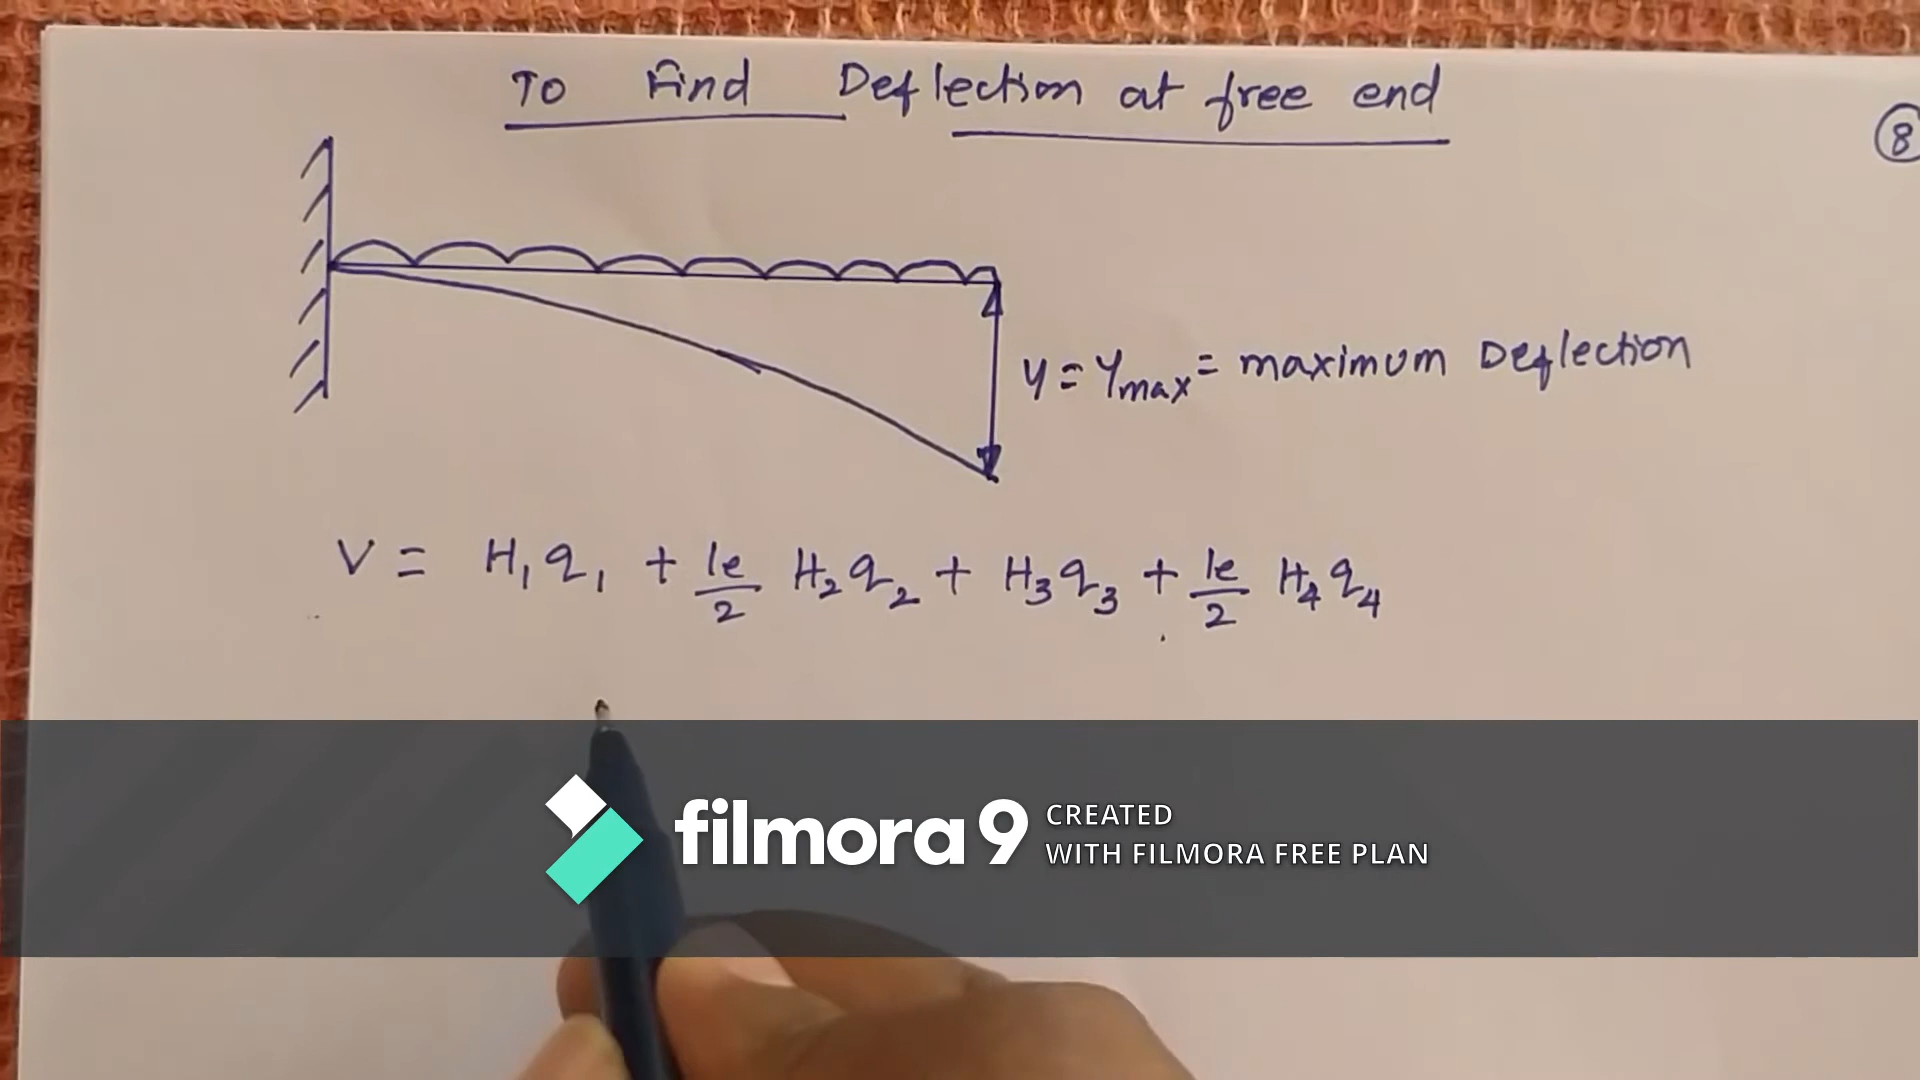 To Find Deflection at free end
8
y = Ymax = maximum Deflection
V = H₁q₁ + le/2 H₂q₂ + H₃q₃ + le/2 H₄q₄
filmora9 CREATED
WITH FILMORA FREE PLAN